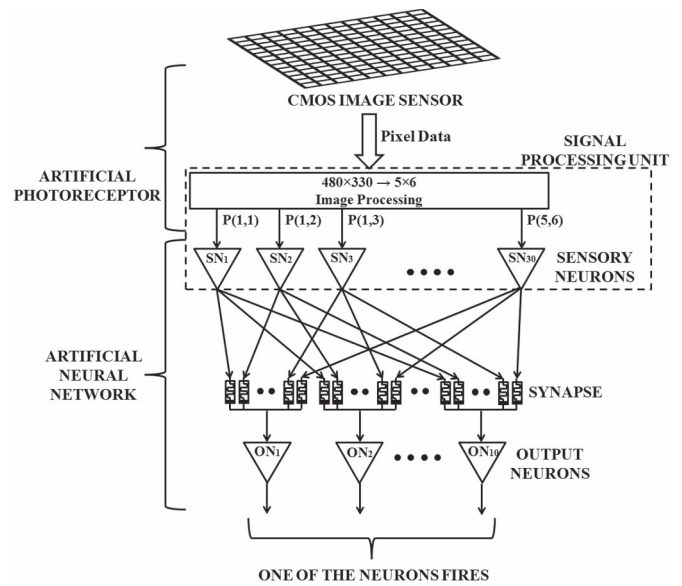 CMOS IMAGE SENSOR
Pixel Data
SIGNAL
PROCESSING UNIT
ARTIFICIAL
PHOTORECEPTOR
480×330 → 5×6
Image Processing
P(1,1) P(1,2) P(1,3) P(5,6)
SN1 SN2 SN3 SN30
SENSORY
NEURONS
ARTIFICIAL
NEURAL
NETWORK
SYNAPSE
ON1 ON2 ON10
OUTPUT
NEURONS
ONE OF THE NEURONS FIRES